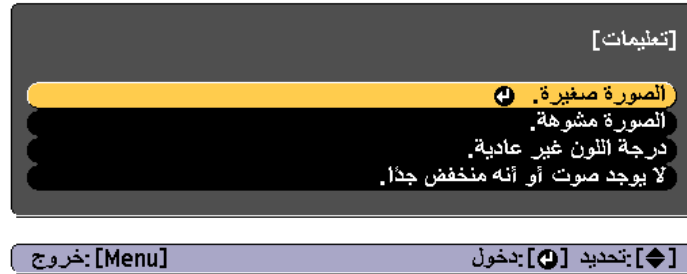 [تعليمات]
الصورة صغيرة.
الصورة مشوهة.
درجة اللون غير عادية.
لا يوجد صوت أو أنه منخفض جدًا.
[◆]:تحديد [↵]:دخول [Menu]:خروج